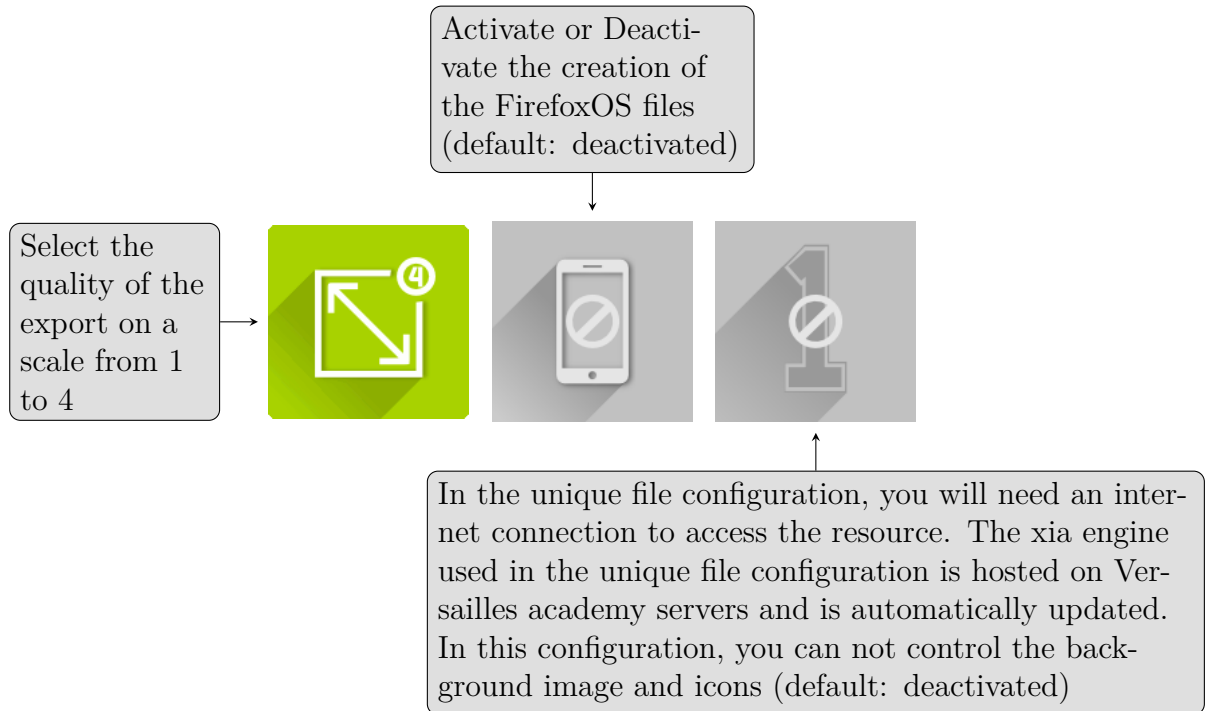 Activate or Deacti-
vate the creation of
the FirefoxOS files
(default: deactivated)
Select the
quality of the
export on a
scale from 1
to 4
4
1
In the unique file configuration, you will need an inter-
net connection to access the resource. The xia engine
used in the unique file configuration is hosted on Ver-
sailles academy servers and is automatically updated.
In this configuration, you can not control the back-
ground image and icons (default: deactivated)